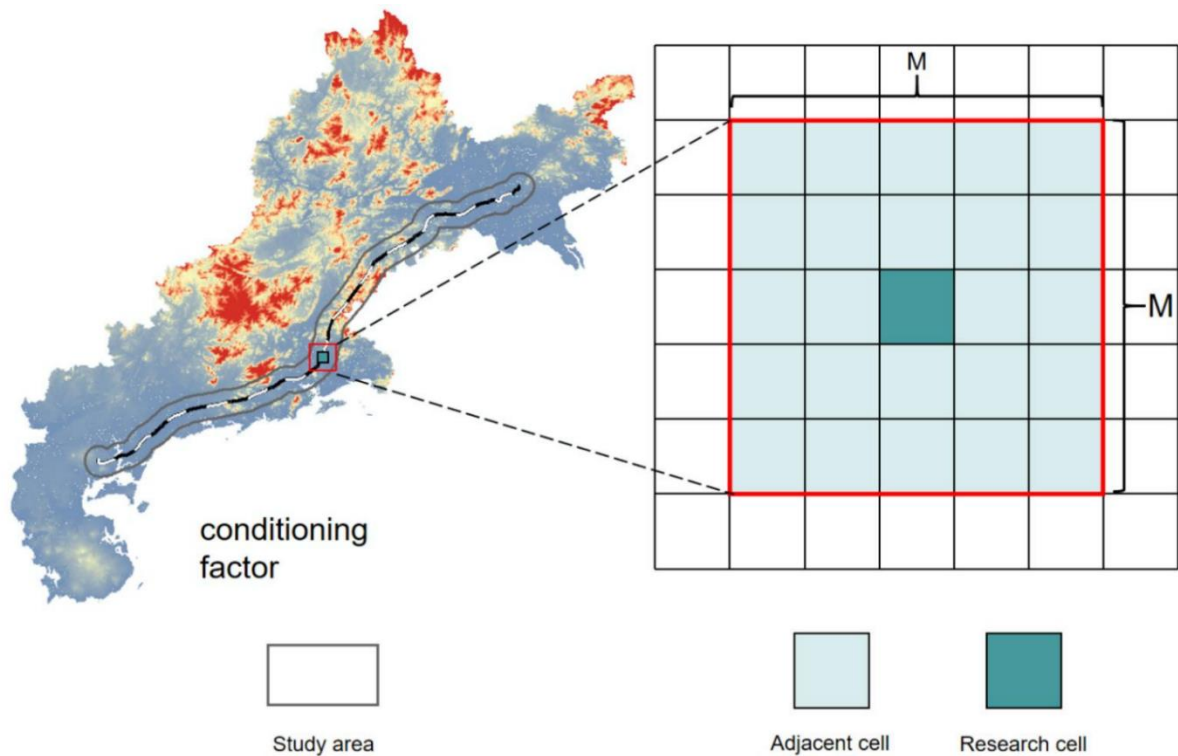 M
M
conditioning
factor
Study area
Adjacent cell
Research cell